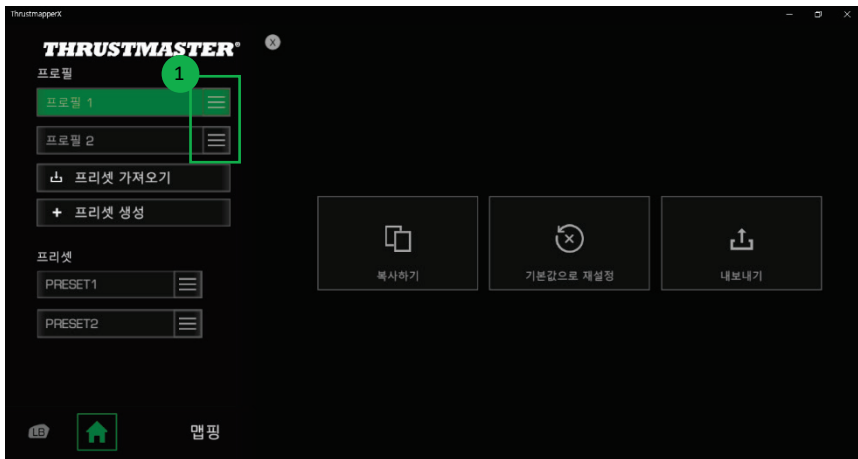 ThrustmapperX
THRUSTMASTER®
X
프로필
1
프로필 1
프로필 2
프리셋 가져오기
+ 프리셋 생성
프리셋
PRESET1
PRESET2
복사하기
기본값으로 재설정
내보내기
LB
맵핑